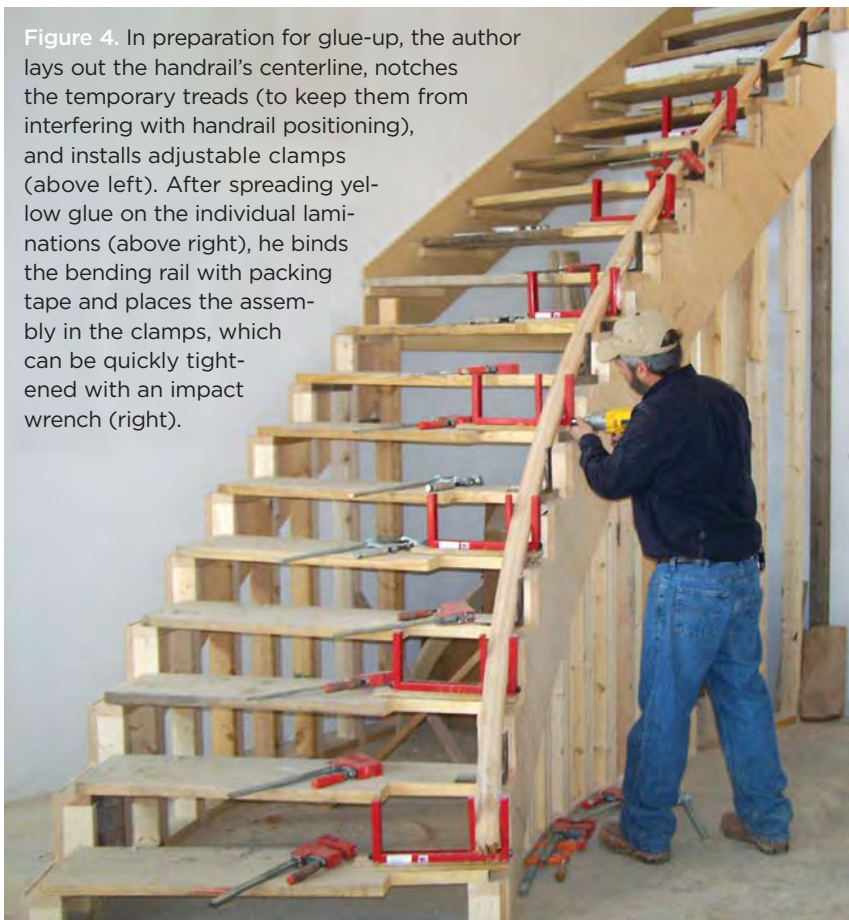 Figure 4. In preparation for glue-up, the author
lays out the handrail’s centerline, notches
the temporary treads (to keep them from
interfering with handrail positioning),
and installs adjustable clamps
(above left). After spreading yel-
low glue on the individual lami-
nations (above right), he binds
the bending rail with packing
tape and places the assem-
bly in the clamps, which
can be quickly tight-
ened with an impact
wrench (right).